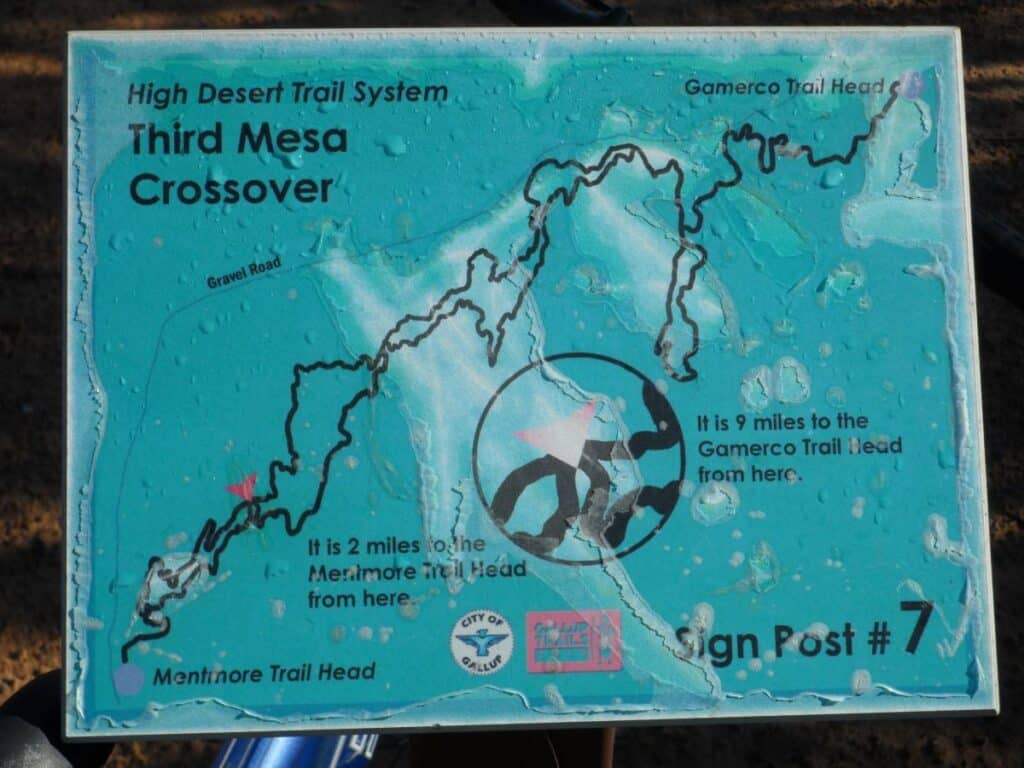 High Desert Trail System
Third Mesa
Crossover
Gamerco Trail Head
Gravel Road
It is 9 miles to the
Gamerco Trail Head
from here.
It is 2 miles to the
Mentmore Trail Head
from here.
CITY OF
GALLUP
Sign Post # 7
Mentmore Trail Head